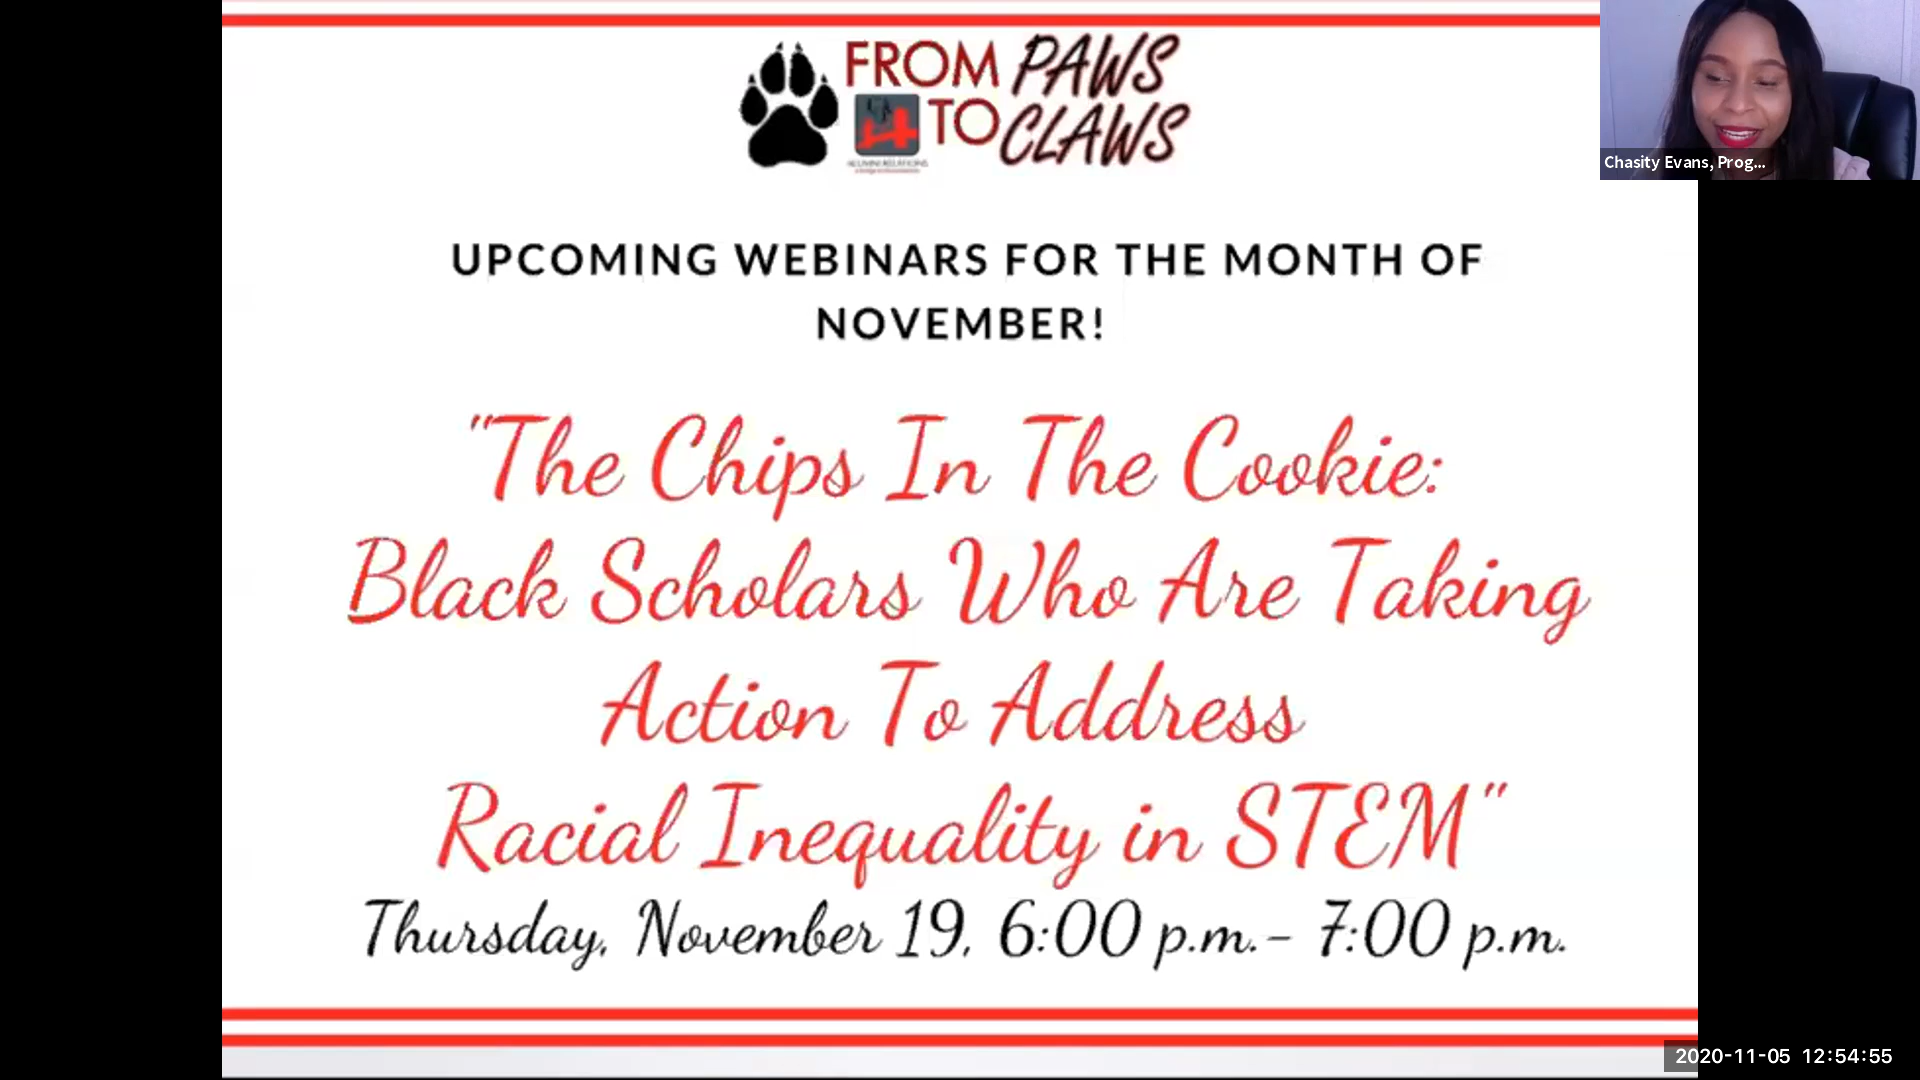 FROM PAWS
TO CLAWS
ALUMNI RELATIONS
UPCOMING WEBINARS FOR THE MONTH OF
NOVEMBER!
"The Chips In The Cookie:
Black Scholars Who Are Taking
Action To Address
Racial Inequality in STEM"
Thursday, November 19, 6:00 p.m. - 7:00 p.m.
Chasity Evans, Prog...
2020-11-05 12:54:55